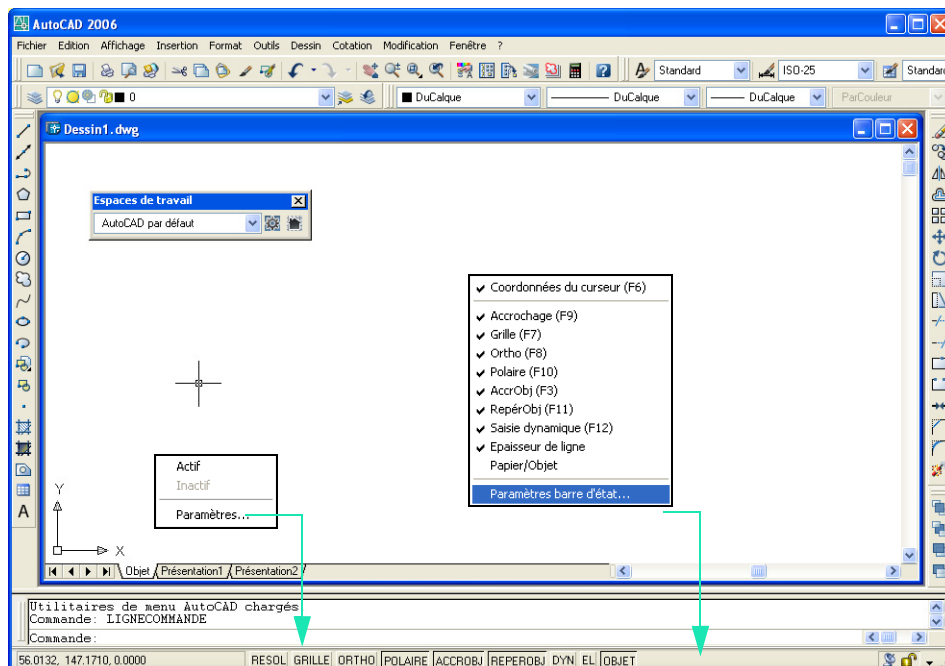 AutoCAD 2006
Fichier Edition Affichage Insertion Format Outils Dessin Cotation Modification Fenêtre ?
Standard ISO-25 Standar
0 DuCalque DuCalque DuCalque ParCouleur
Dessin1.dwg
Espaces de travail
AutoCAD par défaut
Coordonnées du curseur (F6)
Accrochage (F9)
Grille (F7)
Ortho (F8)
Polaire (F10)
AccrObj (F3)
RepérObj (F11)
Saisie dynamique (F12)
Epaisseur de ligne
Papier/Objet
Paramètres barre d'état...
Actif
Inactif
Paramètres...
Y
X
A
Objet Présentation1 Présentation2
Utilitaires de menu AutoCAD chargés
Commande: LIGNECOMMANDE
Commande:
56.0132, 147.1710, 0.0000 RESOL GRILLE ORTHO POLAIRE ACCROBJ REPEROBJ DYN EL OBJET